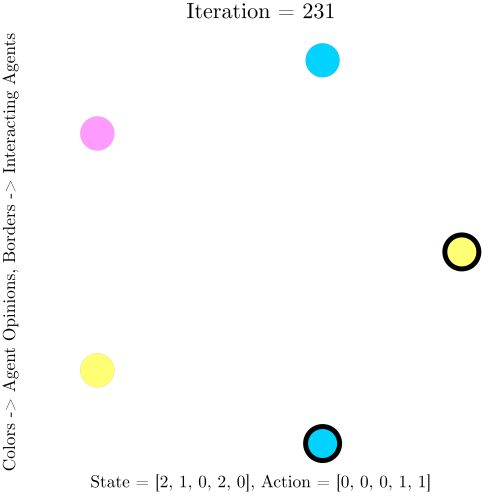 Iteration = 231
Colors -> Agent Opinions, Borders -> Interacting Agents
State = [2, 1, 0, 2, 0], Action = [0, 0, 0, 1, 1]